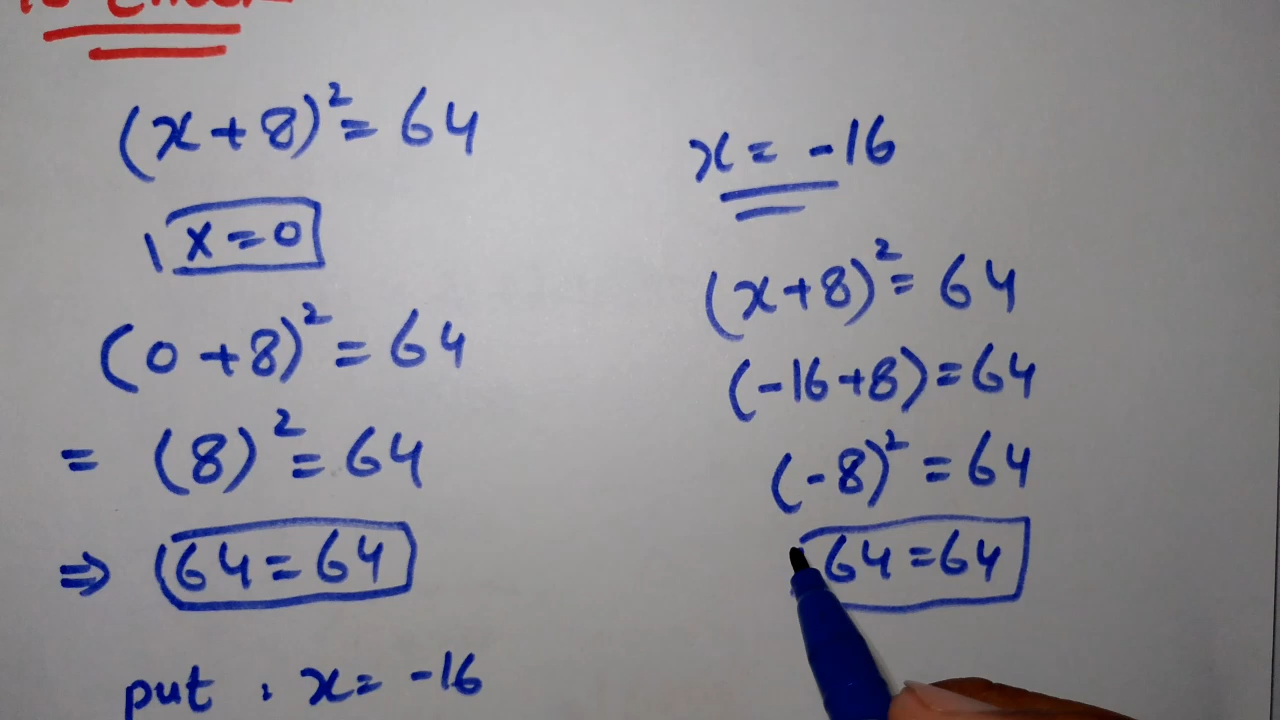 (x+8)²= 64
x=0
(0+8)² = 64
= (8)² = 64
⇒ 64=64
put : x= -16
x= -16
(x+8)²= 64
(-16+8)=64
(-8)² = 64
64=64